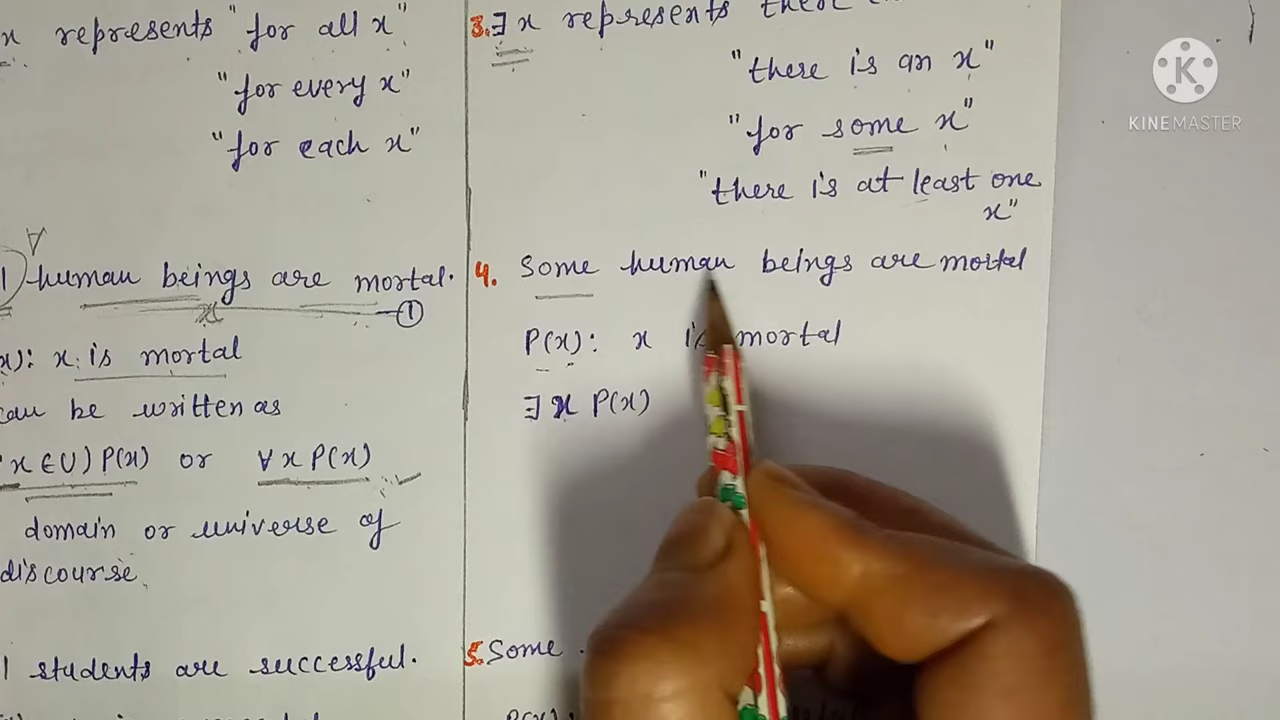 x represents "for all x"
"for every x"
"for each x"
∀
human beings are mortal.
x
①
x): x is mortal
can be written as
x ∈ U) P(x) or ∀ x P(x)
domain or universe of
discourse.
students are successful.
3. ∃ x represents
"there is an x"
"for some x"
"there is at least one
x"
4. Some human beings are mortal
P(x): x is mortal
∃ x P(x)
5. Some
P(x):
K
KINEMASTER